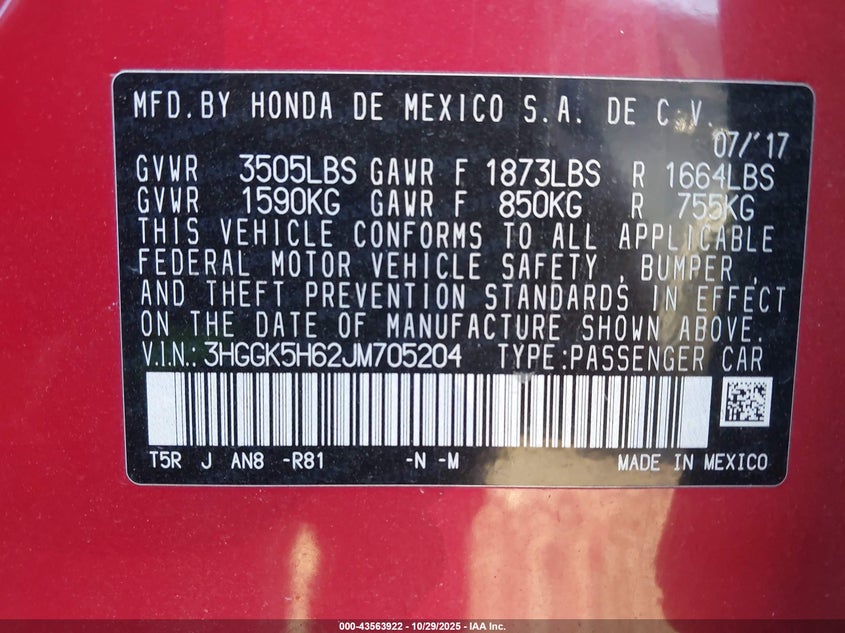 MFD.BY HONDA DE MEXICO S.A. DE C.V.
07/'17
GVWR 3505LBS GAWR F 1873LBS R 1664LBS
GVWR 1590KG GAWR F 850KG R 755KG
THIS VEHICLE CONFORMS TO ALL APPLICABLE
FEDERAL MOTOR VEHICLE SAFETY , BUMPER ,
AND THEFT PREVENTION STANDARDS IN EFFECT
ON THE DATE OF MANUFACTURE SHOWN ABOVE.
V.I.N.: 3HGGK5H62JM705204 TYPE:PASSENGER CAR
T5R J AN8 -R81 -N -M MADE IN MEXICO
000-43563922 - 10/29/2025 - IAA Inc.